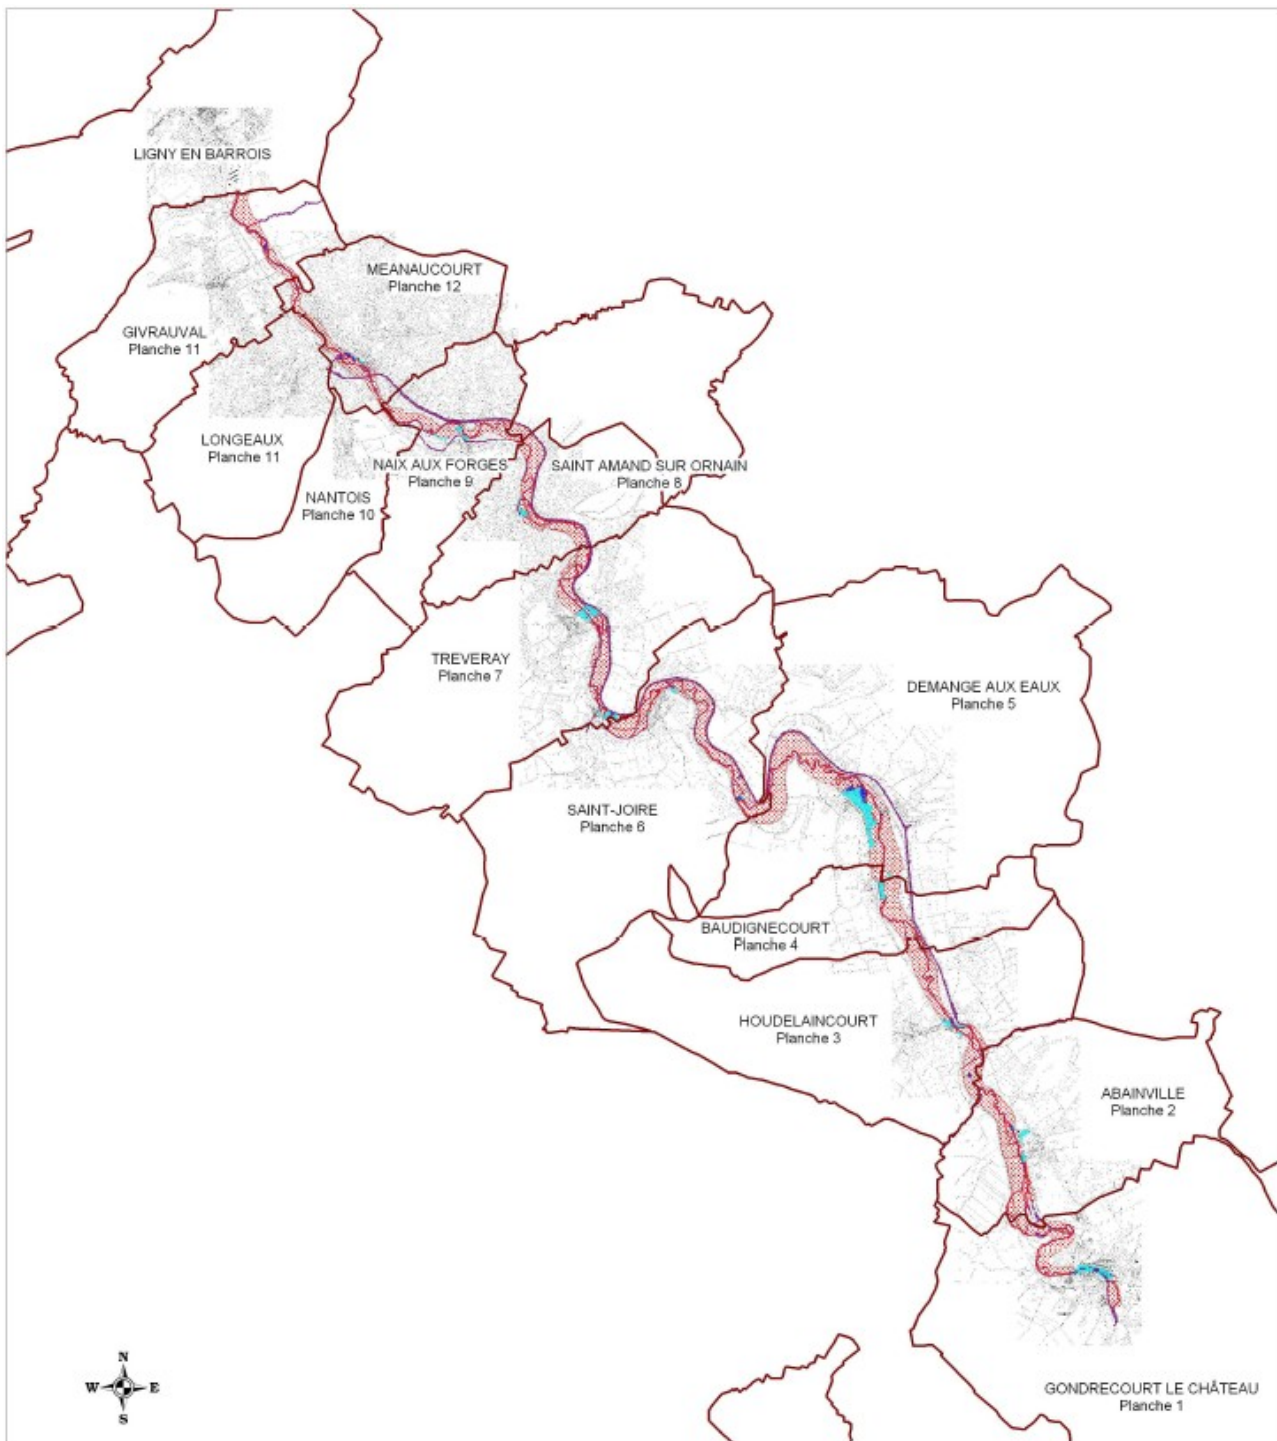 LIGNY EN BARROIS
MEANAUCOURT
Planche 12
GIVRAUVAL
Planche 11
LONGEAUX
Planche 11
NAIX AUX FORGES
Planche 9
SAINT AMAND SUR ORNAIN
Planche 8
NANTOIS
Planche 10
TREVERAY
Planche 7
DEMANGE AUX EAUX
Planche 5
SAINT-JOIRE
Planche 6
BAUDIGNECOURT
Planche 4
HOUDELAINCOURT
Planche 3
ABAINVILLE
Planche 2
GONDRECOURT LE CHÂTEAU
Planche 1
N
W E
S